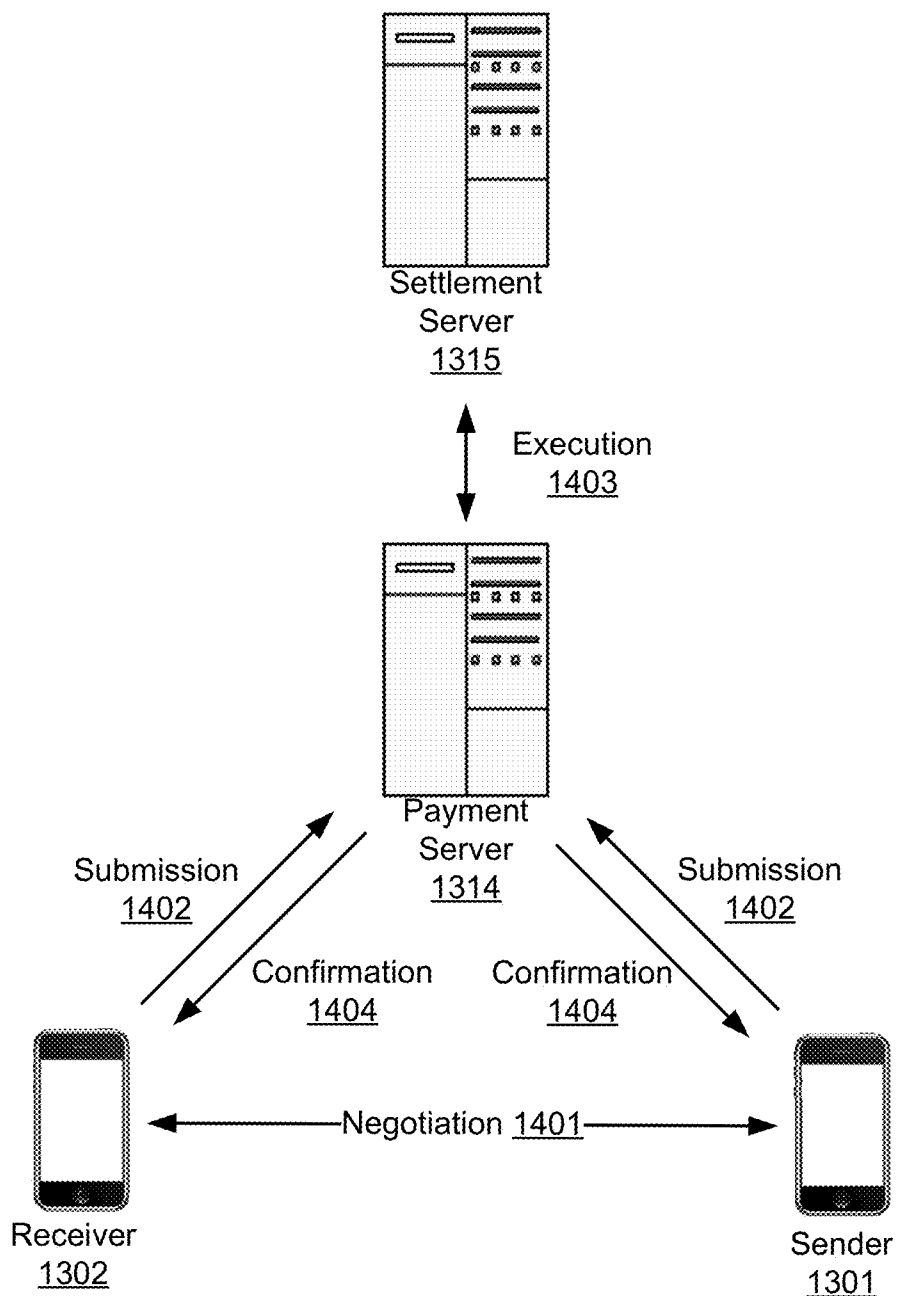 Settlement
Server
1315
Execution
1403
Payment
Server
1314
Submission
1402
Submission
1402
Confirmation
1404
Confirmation
1404
Negotiation 1401
Receiver
1302
Sender
1301